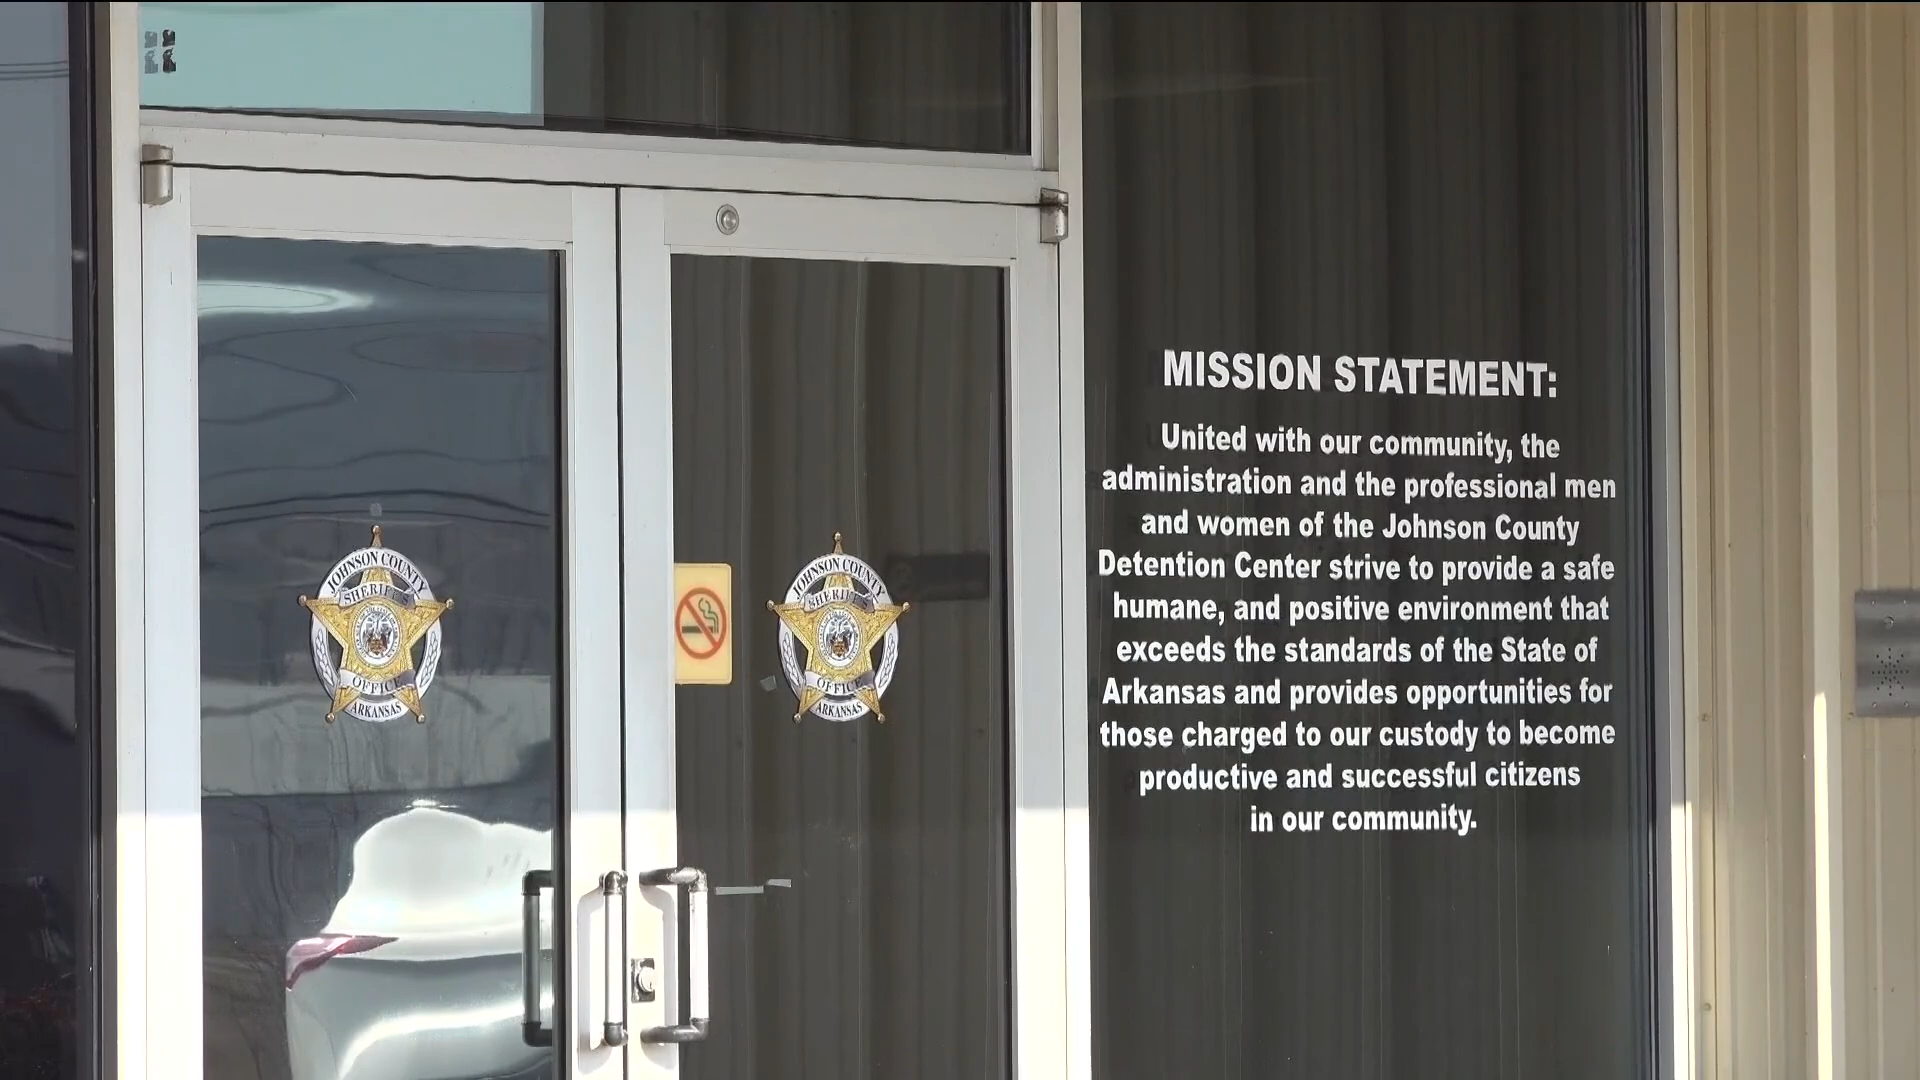 JOHNSON COUNTY
SHERIFF'S
OFFICE
ARKANSAS
JOHNSON COUNTY
SHERIFF'S
OFFICE
ARKANSAS
MISSION STATEMENT:
United with our community, the
administration and the professional men
and women of the Johnson County
Detention Center strive to provide a safe
humane, and positive environment that
exceeds the standards of the State of
Arkansas and provides opportunities for
those charged to our custody to become
productive and successful citizens
in our community.